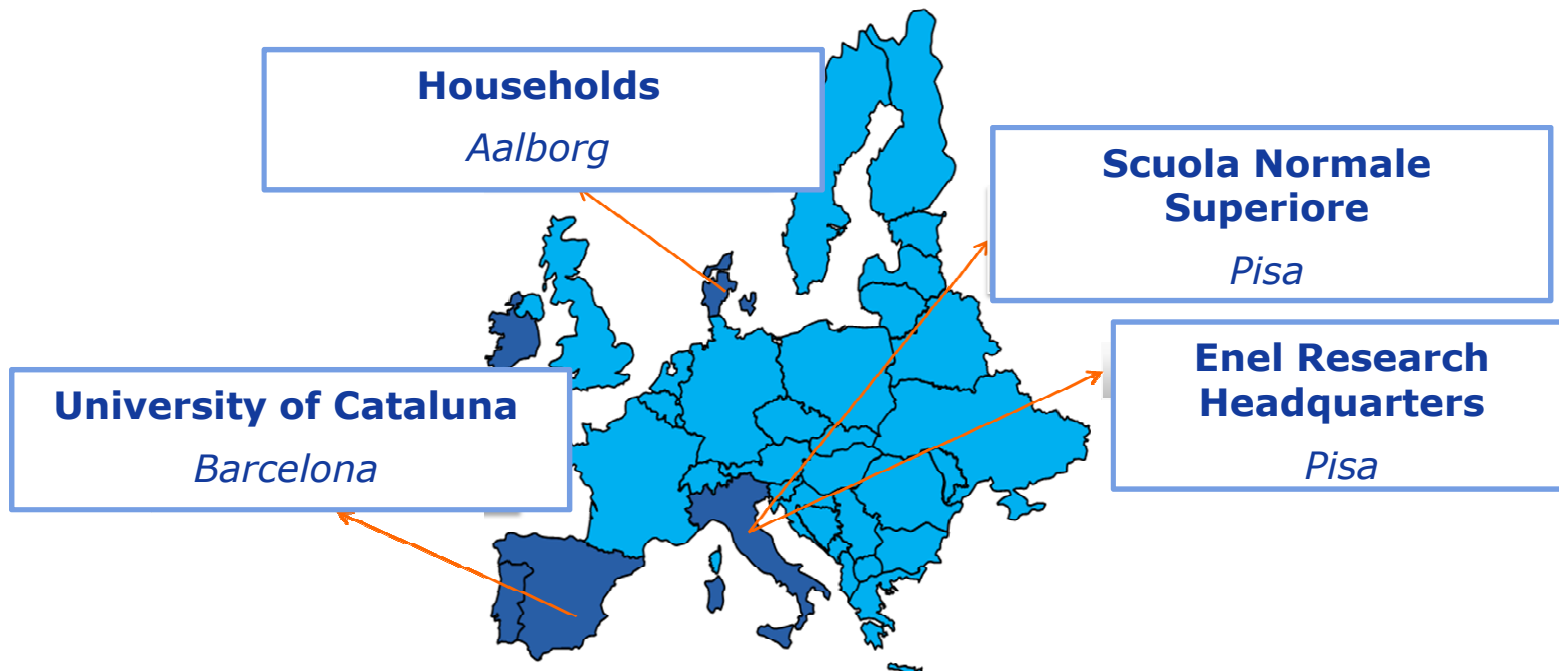 Households
Aalborg
Scuola Normale
Superiore
Pisa
Enel Research
Headquarters
Pisa
University of Cataluna
Barcelona